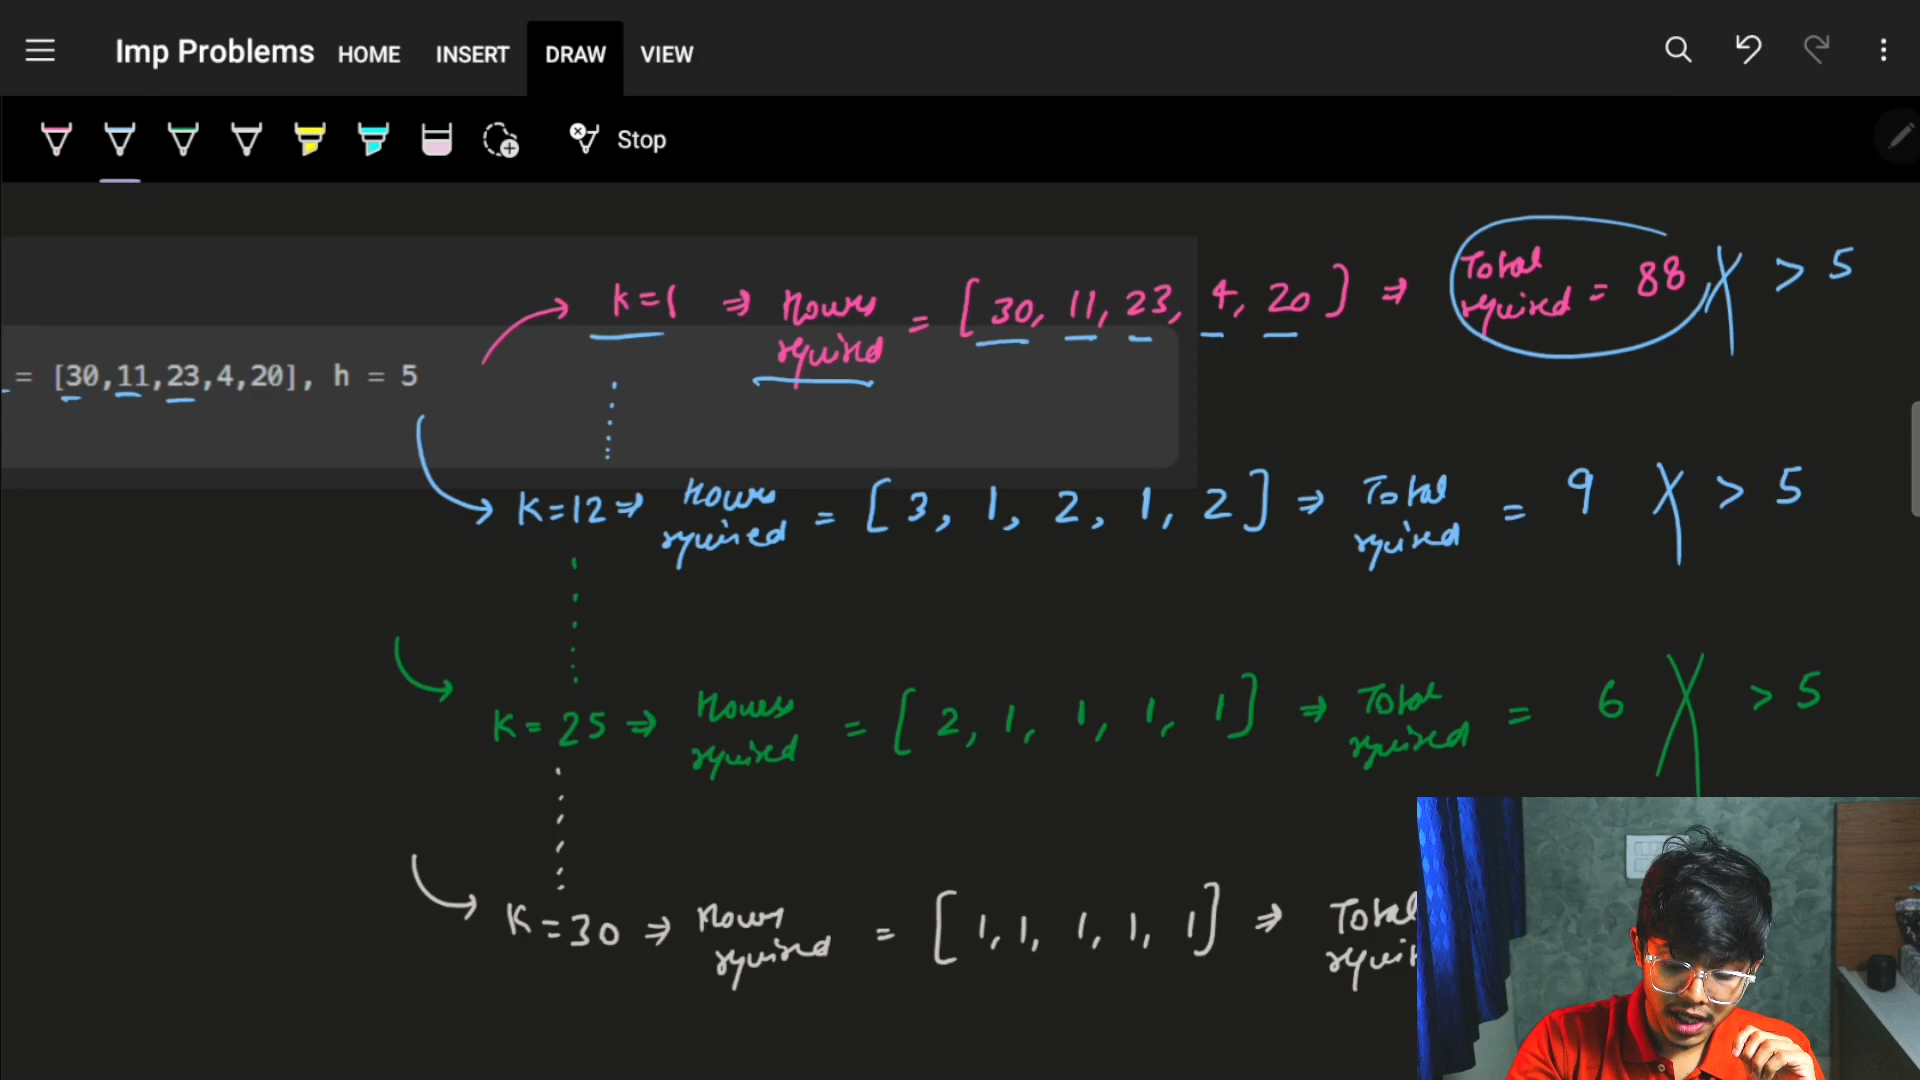 Imp Problems HOME INSERT DRAW VIEW
Stop
K=1 ⇒ Hours required = [30, 11, 23, 4, 20] ⇒ Total required = 88 X > 5
= [30,11,23,4,20], h = 5
K=12 ⇒ Hours required = [3, 1, 2, 1, 2] ⇒ Total required = 9 X > 5
K=25 ⇒ Hours required = [2, 1, 1, 1, 1] ⇒ Total required = 6 X > 5
K=30 ⇒ Hours required = [1, 1, 1, 1, 1] ⇒ Total